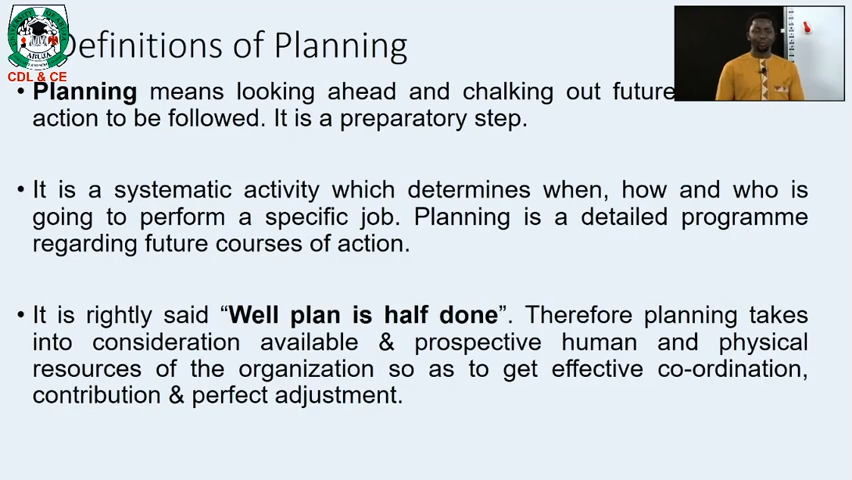 UNIVERSITY OF ABUJA
ABUJA
CDL & CE
Definitions of Planning
• Planning means looking ahead and chalking out future
action to be followed. It is a preparatory step.
• It is a systematic activity which determines when, how and who is
going to perform a specific job. Planning is a detailed programme
regarding future courses of action.
• It is rightly said “Well plan is half done”. Therefore planning takes
into consideration available & prospective human and physical
resources of the organization so as to get effective co-ordination,
contribution & perfect adjustment.